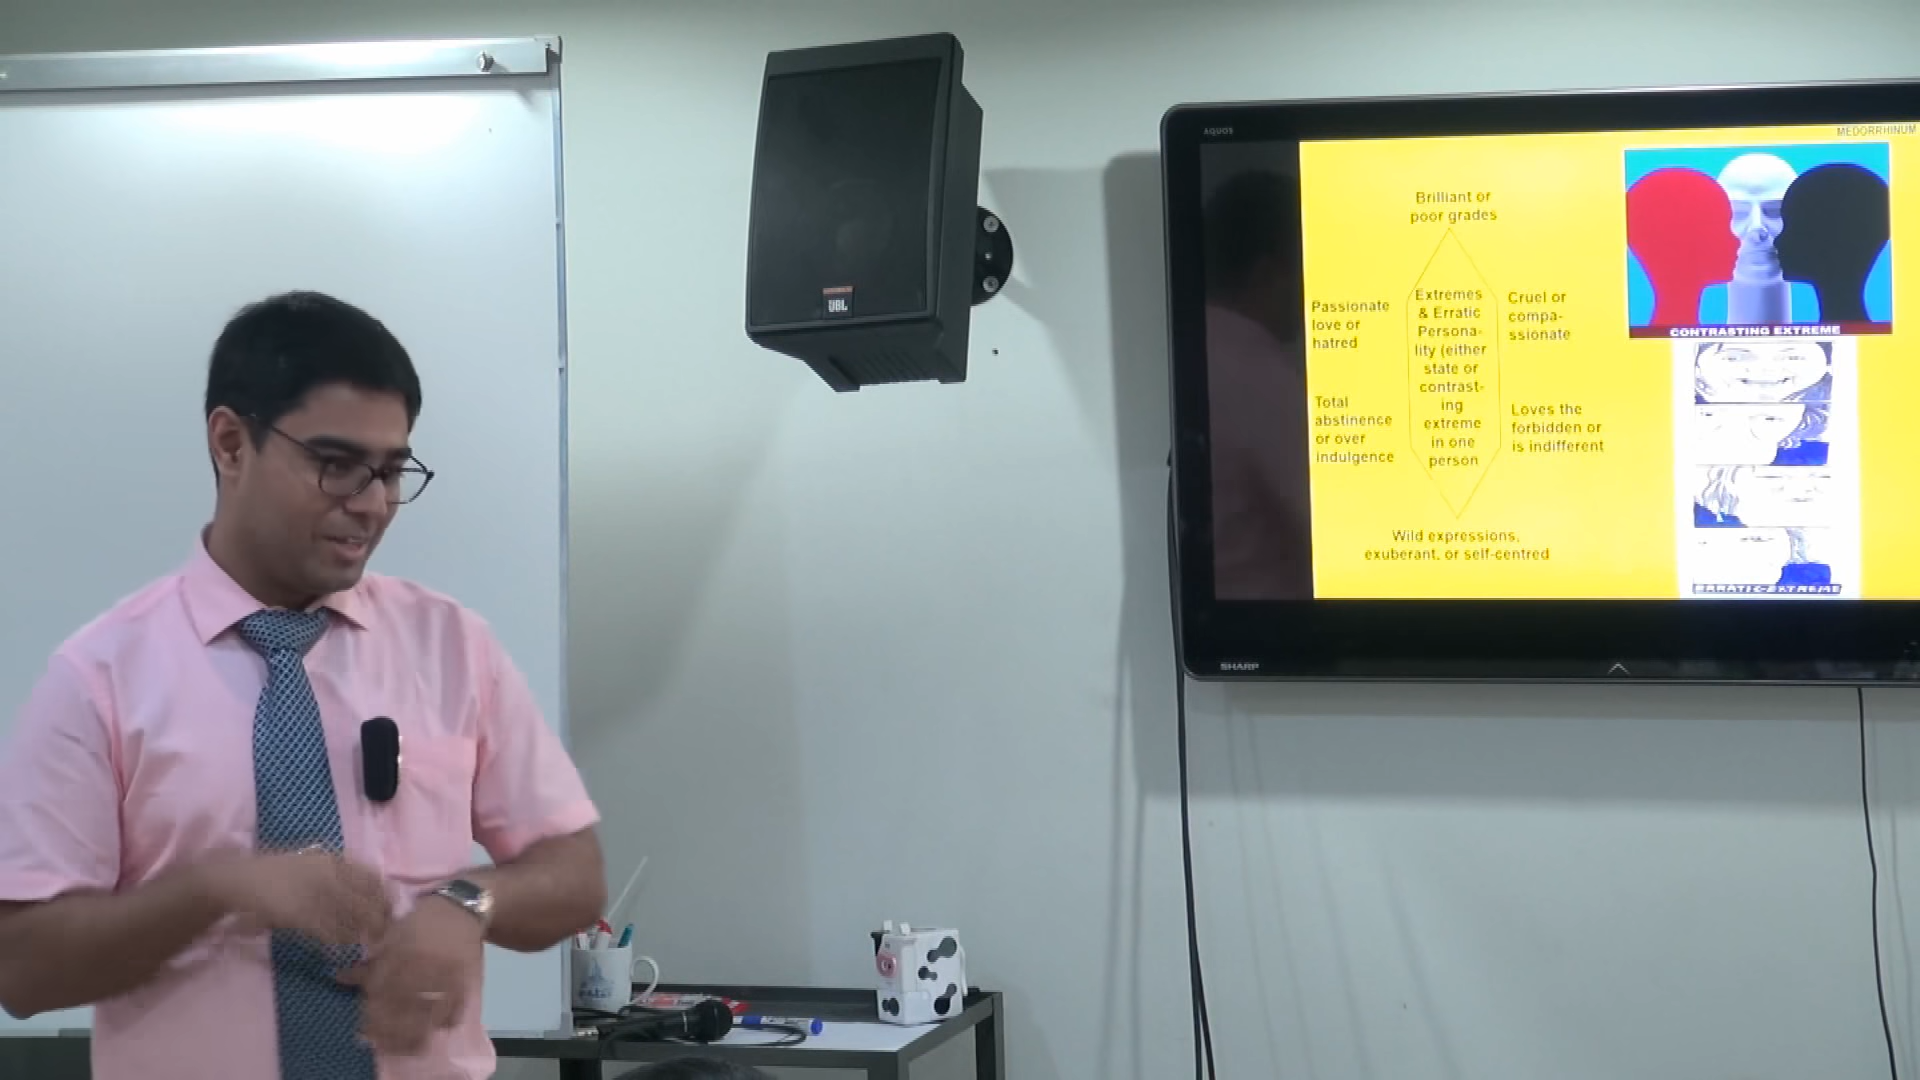 AQUOS
MEDORRHINUM
Brilliant or
poor grades
Passionate
love or
hatred
Extremes
& Erratic
Persona-
lity (either
state or
contrast-
ing
extreme
in one
person
Cruel or
compa-
ssionate
Total
abstinence
or over
indulgence
Loves the
forbidden or
is indifferent
Wild expressions,
exuberant, or self-centred
CONTRASTING EXTREME
ERRATIC EXTREME
SHARP
JBL